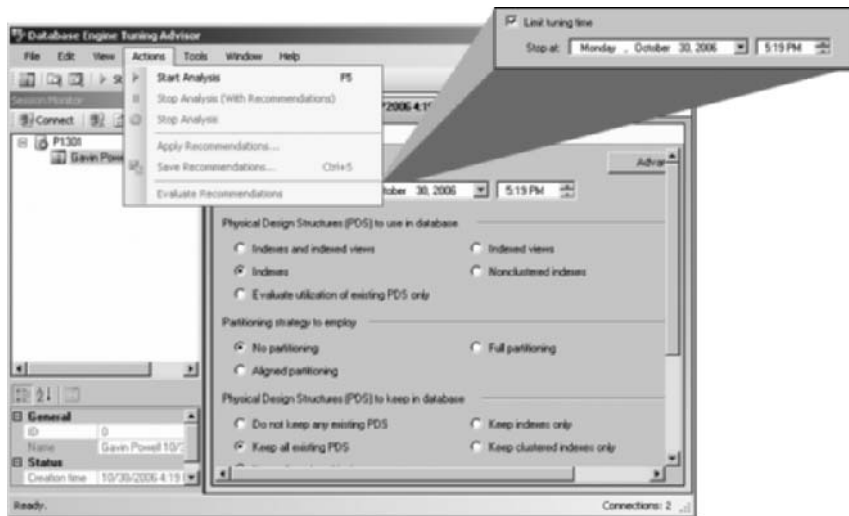 Limit tuning time
Stop at: Monday , October 30, 2006 5:19 PM
Database Engine Tuning Advisor
File Edit View Actions Tools Window Help
Start Analysis F5
Stop Analysis (With Recommendations)
Stop Analysis
Apply Recommendations...
Save Recommendations... Ctrl+S
Evaluate Recommendations
Session Monitor
Connect
P1301
Gavin Powe
/2006 4:1
Advan
tober 30, 2006 5:19 PM
Physical Design Structures (PDS) to use in database
Indexes and indexed views
Indexed views
Indexes
Nonclustered indexes
Evaluate utilization of existing PDS only
Partitioning strategy to employ
No partitioning
Full partitioning
Aligned partitioning
Physical Design Structures (PDS) to keep in database
Do not keep any existing PDS
Keep indexes only
Keep all existing PDS
Keep clustered indexes only
General
ID 0
Name Gavin Powell 10/
Status
Creation time 10/30/2006 4:19
Ready.
Connections: 2